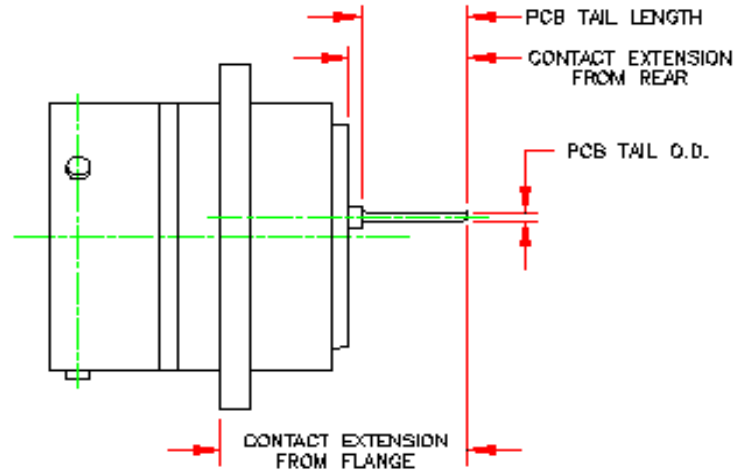 PCB TAIL LENGTH
CONTACT EXTENSION
FROM REAR
PCB TAIL O.D.
CONTACT EXTENSION
FROM FLANGE